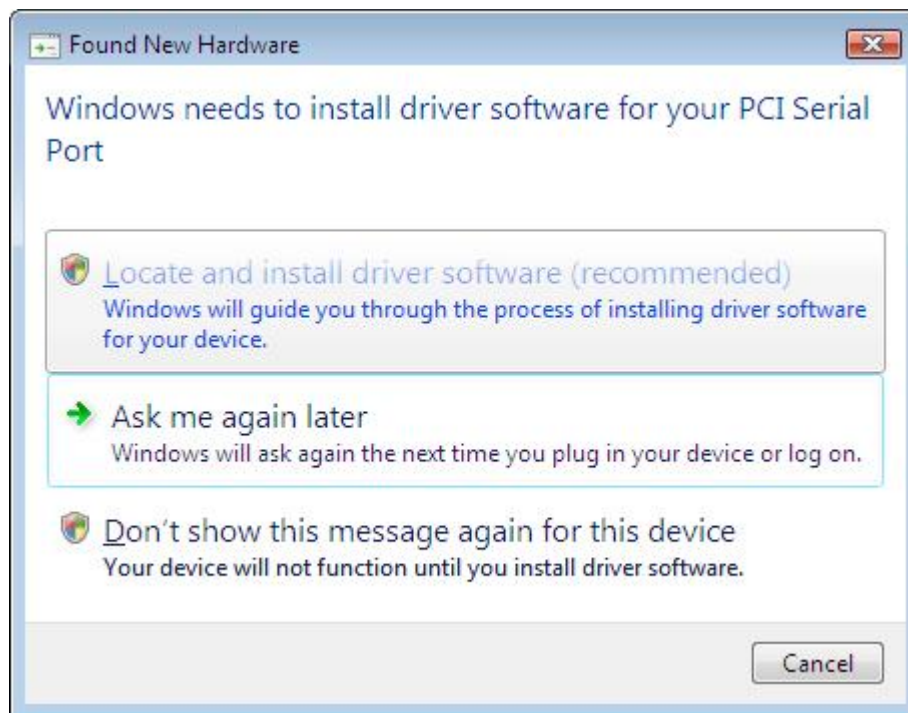 Found New Hardware
Windows needs to install driver software for your PCI Serial
Port
Locate and install driver software (recommended)
Windows will guide you through the process of installing driver software
for your device.
Ask me again later
Windows will ask again the next time you plug in your device or log on.
Don't show this message again for this device
Your device will not function until you install driver software.
Cancel